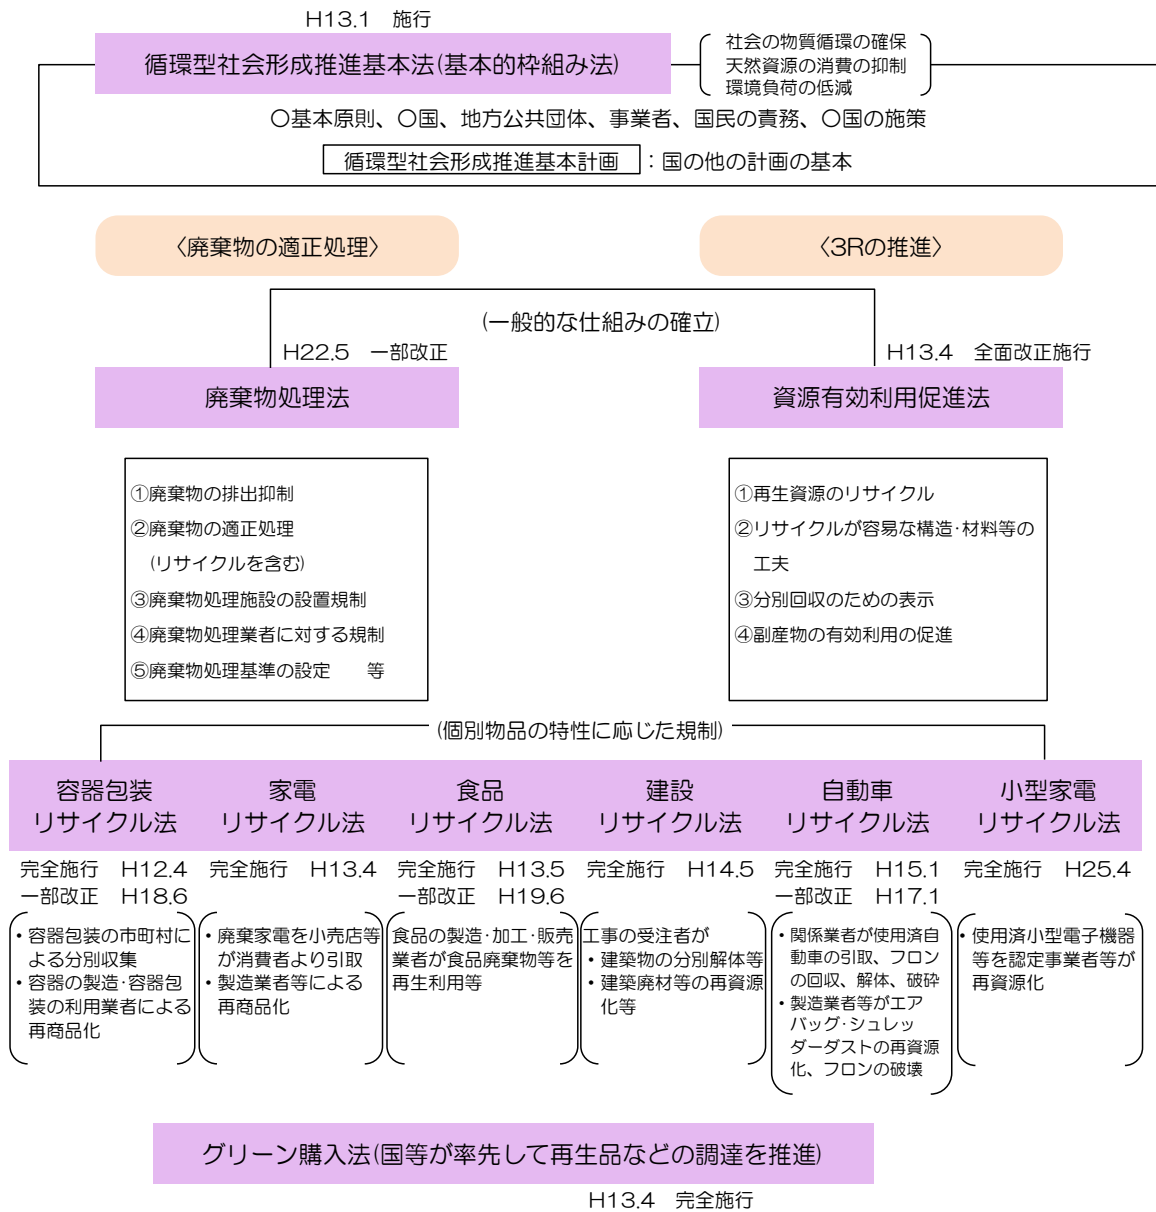 H13.1 施行
循環型社会形成推進基本法(基本的枠組み法)
社会の物質循環の確保
天然資源の消費の抑制
環境負荷の低減
〇基本原則、〇国、地方公共団体、事業者、国民の責務、〇国の施策
循環型社会形成推進基本計画 ：国の他の計画の基本
〈廃棄物の適正処理〉
〈3Rの推進〉
(一般的な仕組みの確立)
H22.5 一部改正
廃棄物処理法
H13.4 全面改正施行
資源有効利用促進法
①廃棄物の排出抑制
②廃棄物の適正処理
(リサイクルを含む)
③廃棄物処理施設の設置規制
④廃棄物処理業者に対する規制
⑤廃棄物処理基準の設定　等
①再生資源のリサイクル
②リサイクルが容易な構造･材料等の
工夫
③分別回収のための表示
④副産物の有効利用の促進
(個別物品の特性に応じた規制)
容器包装
リサイクル法
完全施行 H12.4
一部改正 H18.6
・容器包装の市町村に
よる分別収集
・容器の製造･容器包
装の利用業者による
再商品化
家電
リサイクル法
完全施行 H13.4
・廃棄家電を小売店等
が消費者より引取
・製造業者等による
再商品化
食品
リサイクル法
完全施行 H13.5
一部改正 H19.6
食品の製造･加工･販売
業者が食品廃棄物等を
再生利用等
建設
リサイクル法
完全施行 H14.5
工事の受注者が
・建築物の分別解体等
・建築廃材等の再資源
化等
自動車
リサイクル法
完全施行 H15.1
一部改正 H17.1
・関係業者が使用済自
動車の引取、フロン
の回収、解体、破砕
・製造業者等がエア
バッグ･シュレッ
ダーダストの再資源
化、フロンの破壊
小型家電
リサイクル法
完全施行 H25.4
・使用済小型電子機器
等を認定事業者等が
再資源化
グリーン購入法(国等が率先して再生品などの調達を推進)
H13.4 完全施行